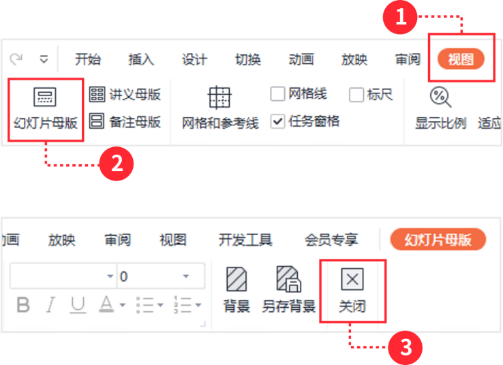 1
开始 插入 设计 切换 动画 放映 审阅 视图
幻灯片母版 讲义母版 备注母版 网格和参考线 网格线 标尺 任务窗格 显示比例 适应
2
动画 放映 审阅 视图 开发工具 会员专享 幻灯片母版
0
B I U A 背景 另存背景 关闭
3